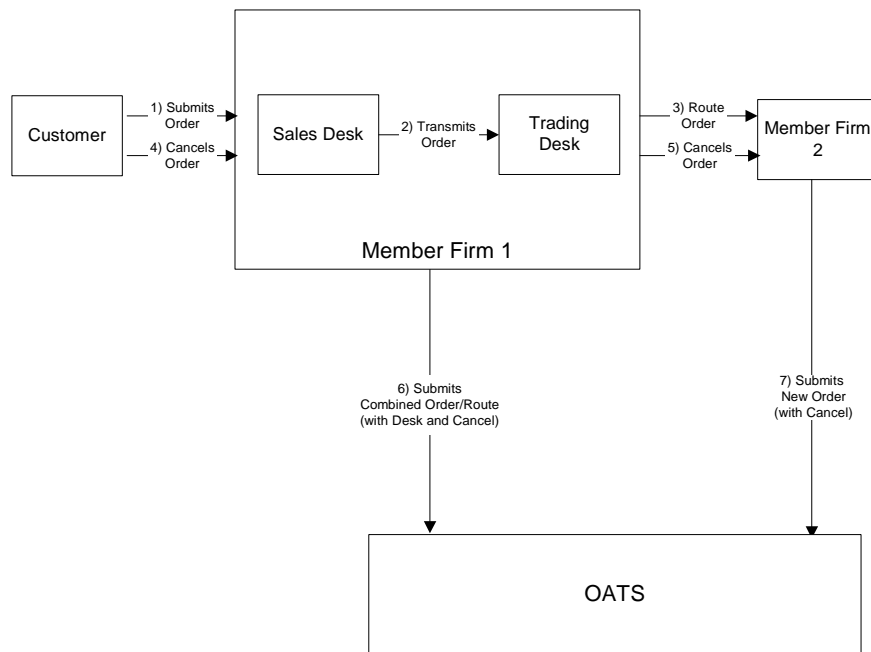 Customer
1) Submits
Order
4) Cancels
Order
Sales Desk
2) Transmits
Order
Trading
Desk
Member Firm 1
3) Route
Order
5) Cancels
Order
Member Firm
2
6) Submits
Combined Order/Route
(with Desk and Cancel)
7) Submits
New Order
(with Cancel)
OATS